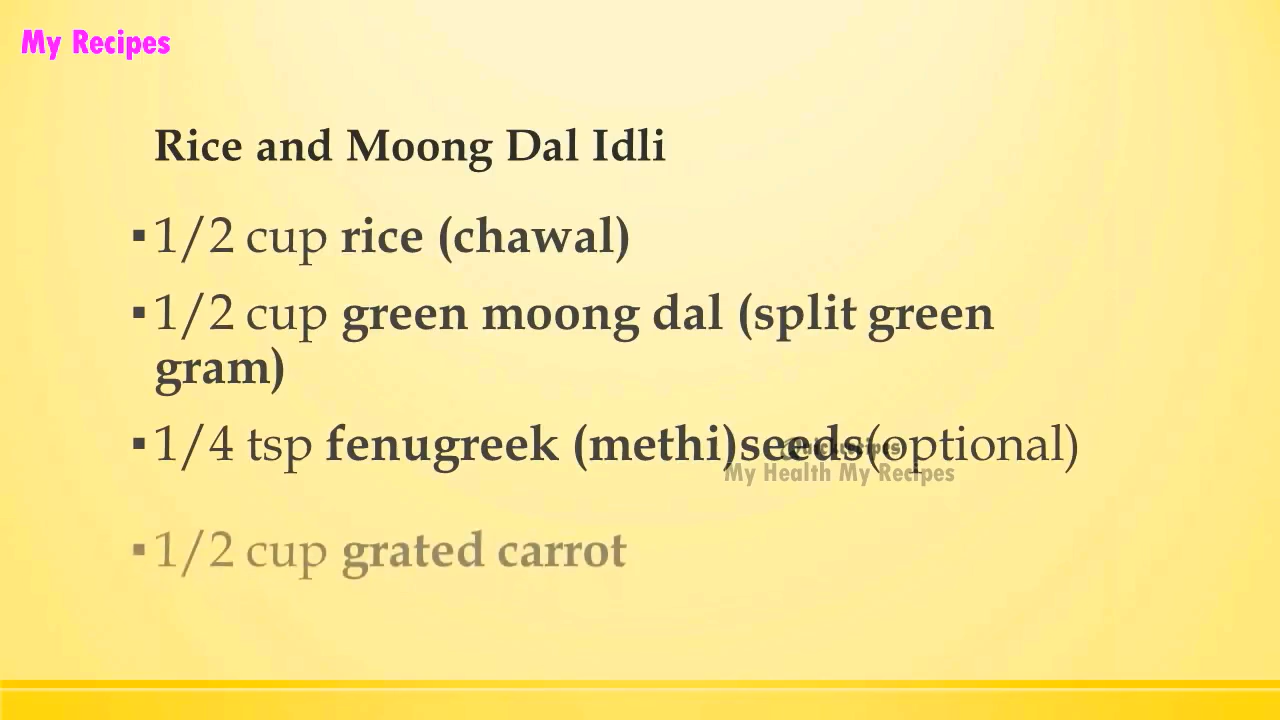 My Recipes
Rice and Moong Dal Idli
▪1/2 cup rice (chawal)
▪1/2 cup green moong dal (split green
gram)
▪1/4 tsp fenugreek (methi)seeds(optional)
My Health My Recipes
▪1/2 cup grated carrot